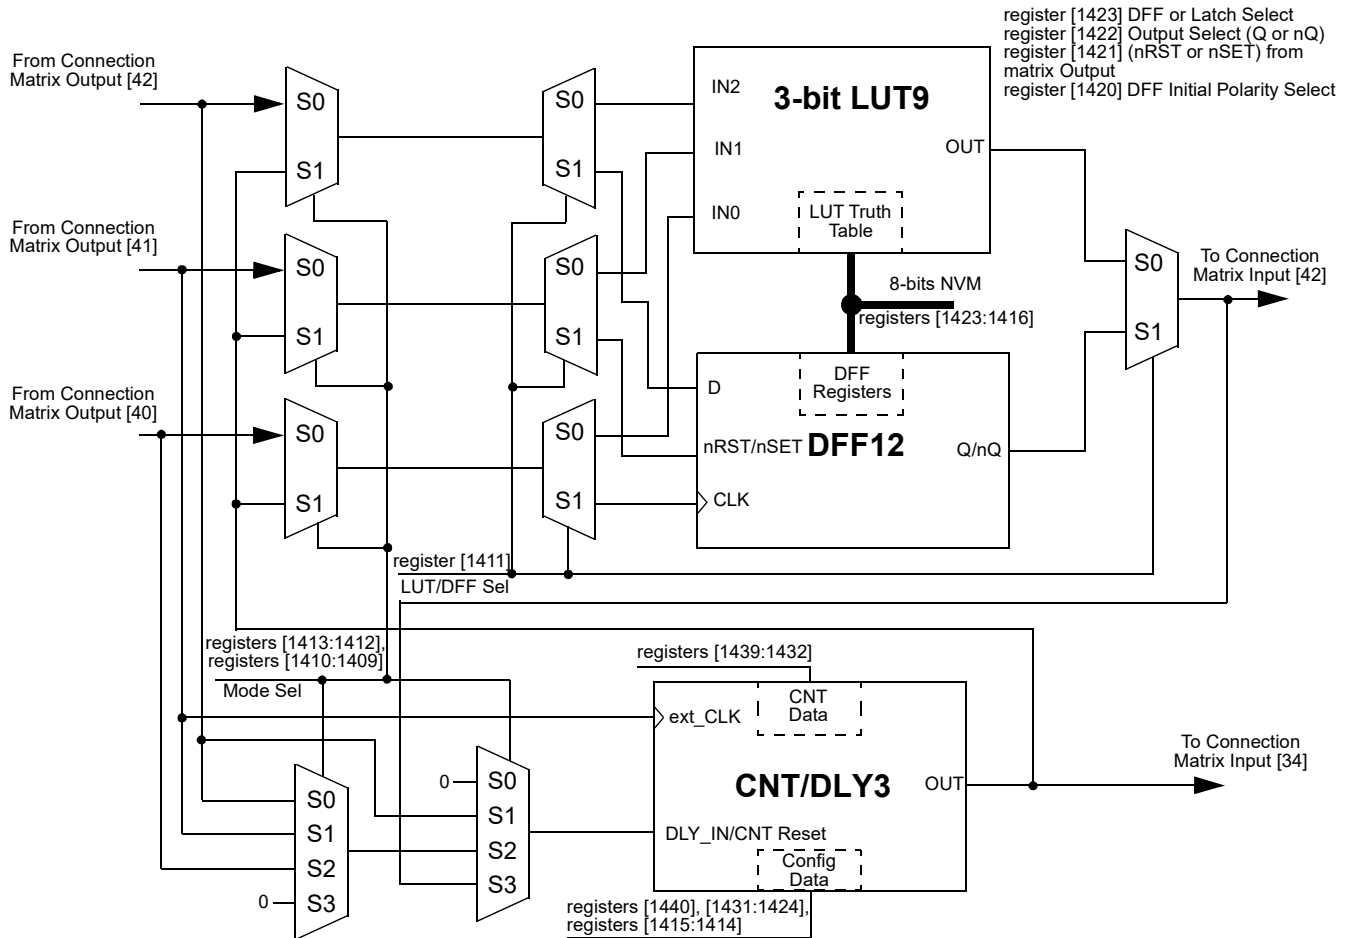 register [1423] DFF or Latch Select
register [1422] Output Select (Q or nQ)
register [1421] (nRST or nSET) from
matrix Output
register [1420] DFF Initial Polarity Select
From Connection
Matrix Output [42]
S0
S1
S0
S1
IN2
IN1
IN0
3-bit LUT9
OUT
LUT Truth
Table
From Connection
Matrix Output [41]
S0
S1
S0
S1
8-bits NVM
registers [1423:1416]
S0
S1
To Connection
Matrix Input [42]
From Connection
Matrix Output [40]
S0
S1
S0
S1
D
nRST/nSET
CLK
DFF
Registers
DFF12
Q/nQ
register [1411]
LUT/DFF Sel
registers [1413:1412],
registers [1410:1409]
Mode Sel
registers [1439:1432]
S0
S1
S2
0
S3
0
S0
S1
S2
S3
ext_CLK
CNT
Data
CNT/DLY3
OUT
DLY_IN/CNT Reset
Config
Data
To Connection
Matrix Input [34]
registers [1440], [1431:1424],
registers [1415:1414]